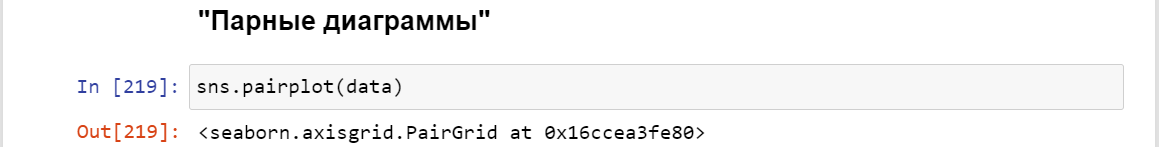 "Парные диаграммы"
In [219]: sns.pairplot(data)
Out[219]: <seaborn.axisgrid.PairGrid at 0x16ccea3fe80>